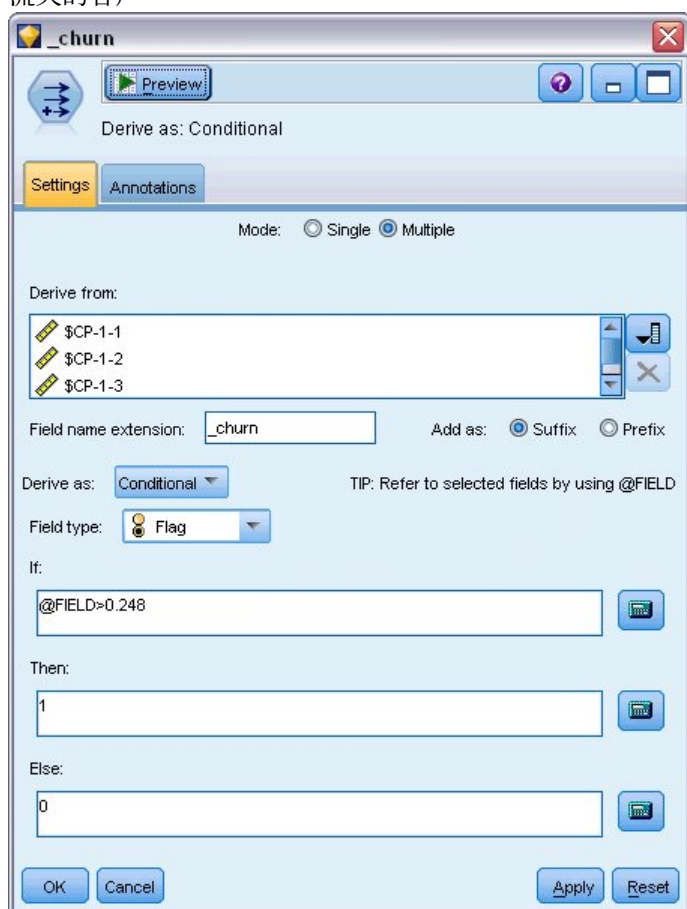 _churn
Preview
Derive as: Conditional
Settings Annotations
Mode: Single Multiple
Derive from:
$CP-1-1
$CP-1-2
$CP-1-3
Field name extension: _churn Add as: Suffix Prefix
Derive as: Conditional TIP: Refer to selected fields by using @FIELD
Field type: Flag
If:
@FIELD>0.248
Then:
1
Else:
0
OK Cancel Apply Reset